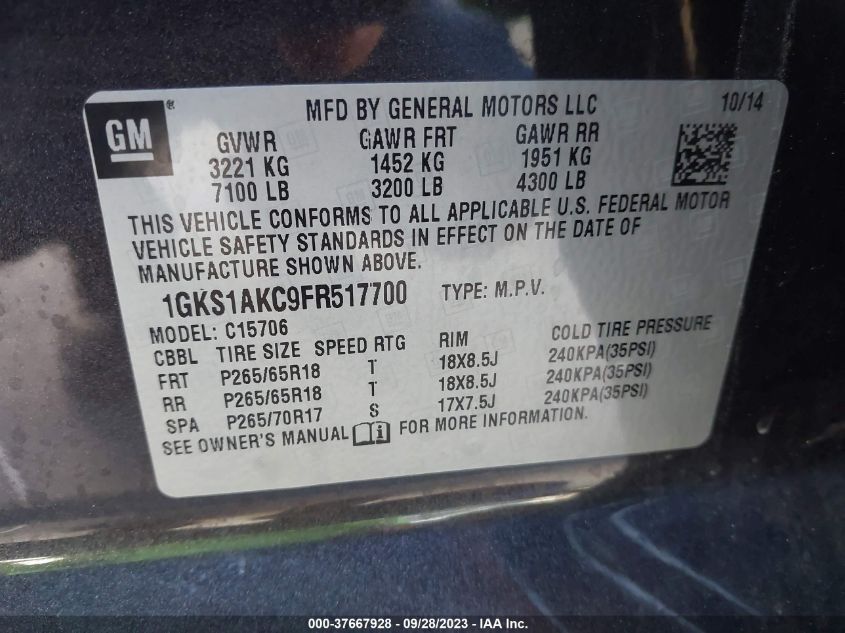 GM ® MFD BY GENERAL MOTORS LLC 10/14
GVWR GAWR FRT GAWR RR
3221 KG 1452 KG 1951 KG
7100 LB 3200 LB 4300 LB
THIS VEHICLE CONFORMS TO ALL APPLICABLE U.S. FEDERAL MOTOR
VEHICLE SAFETY STANDARDS IN EFFECT ON THE DATE OF
MANUFACTURE SHOWN ABOVE.
1GKS1AKC9FR517700 TYPE: M.P.V.
MODEL: C15706
CBBL TIRE SIZE SPEED RTG RIM COLD TIRE PRESSURE
FRT P265/65R18 T 18X8.5J 240KPA(35PSI)
RR P265/65R18 T 18X8.5J 240KPA(35PSI)
SPA P265/70R17 S 17X7.5J 240KPA(35PSI)
SEE OWNER'S MANUAL i FOR MORE INFORMATION.
000-37667928 - 09/28/2023 - IAA Inc.